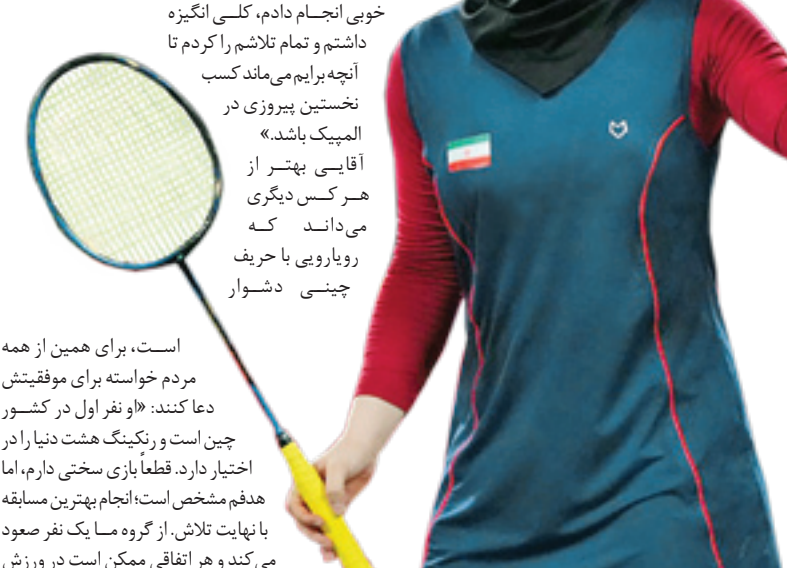 خوبی انجام دادم، کلی انگیزه
داشتم و تمام تلاشم را کردم تا
آنچه برایم می‌ماند کسب
نخستین پیروزی در
المپیک باشد.»
آقایی بهتر از
هر کس دیگری
می‌داند که
رویارویی با حریف
چینی دشوار
است، برای همین از همه
مردم خواسته برای موفقیتش
دعا کنند: «او نفر اول در کشور
چین است و رنکینگ هشت دنیا را در
اختیار دارد. قطعاً بازی سختی دارم، اما
هدفم مشخص است؛ انجام بهترین مسابقه
با نهایت تلاش. از گروه ما یک نفر صعود
می‌کند و هر اتفاقی ممکن است در ورزش